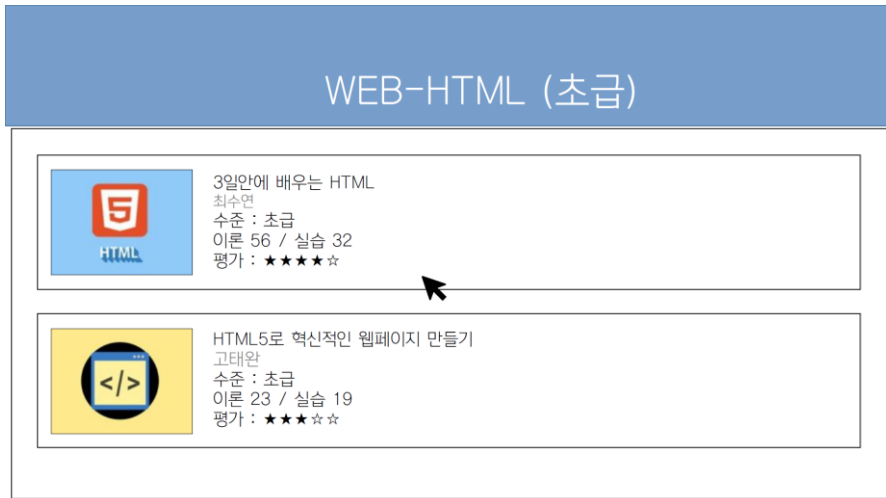 WEB-HTML (초급)
3일안에 배우는 HTML
최수연
수준 : 초급
이론 56 / 실습 32
평가 : ★★★★☆
HTML
HTML5로 혁신적인 웹페이지 만들기
고태완
수준 : 초급
이론 23 / 실습 19
평가 : ★★★☆☆
</>